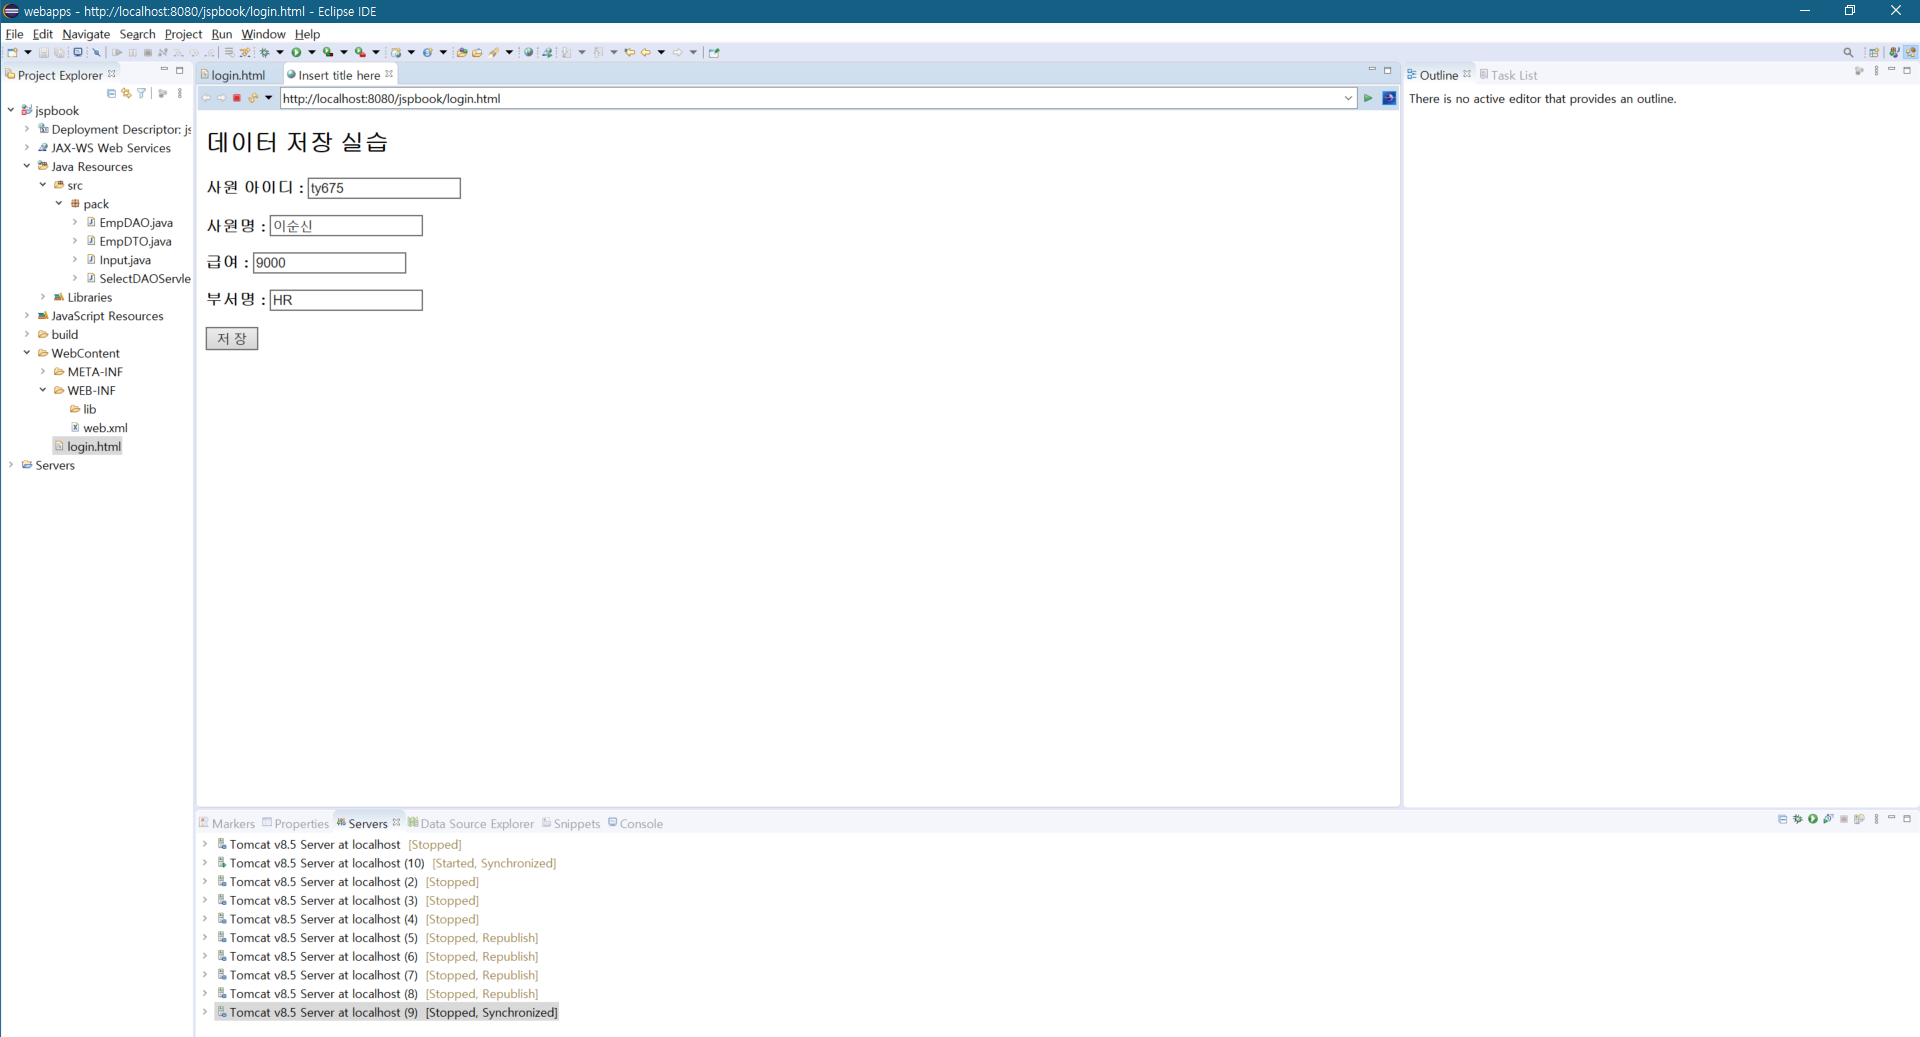 webapps - http://localhost:8080/jspbook/login.html - Eclipse IDE
File Edit Navigate Search Project Run Window Help
Project Explorer
jspbook
Deployment Descriptor: js
JAX-WS Web Services
Java Resources
src
pack
EmpDAO.java
EmpDTO.java
Input.java
SelectDAOServle
Libraries
JavaScript Resources
build
WebContent
META-INF
WEB-INF
lib
web.xml
login.html
Servers
login.html
Insert title here
http://localhost:8080/jspbook/login.html
데이터 저장 실습
사원 아이디 : ty675
사원명 : 이순신
급여 : 9000
부서명 : HR
저 장
Outline Task List
There is no active editor that provides an outline.
Markers Properties Servers Data Source Explorer Snippets Console
Tomcat v8.5 Server at localhost [Stopped]
Tomcat v8.5 Server at localhost (10) [Started, Synchronized]
Tomcat v8.5 Server at localhost (2) [Stopped]
Tomcat v8.5 Server at localhost (3) [Stopped]
Tomcat v8.5 Server at localhost (4) [Stopped]
Tomcat v8.5 Server at localhost (5) [Stopped, Republish]
Tomcat v8.5 Server at localhost (6) [Stopped, Republish]
Tomcat v8.5 Server at localhost (7) [Stopped, Republish]
Tomcat v8.5 Server at localhost (8) [Stopped, Republish]
Tomcat v8.5 Server at localhost (9) [Stopped, Synchronized]